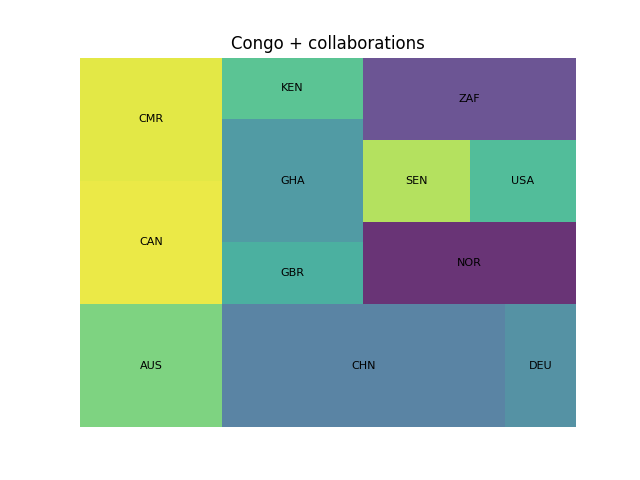 Congo + collaborations
CMR
KEN
ZAF
GHA
SEN
USA
CAN
GBR
NOR
AUS
CHN
DEU